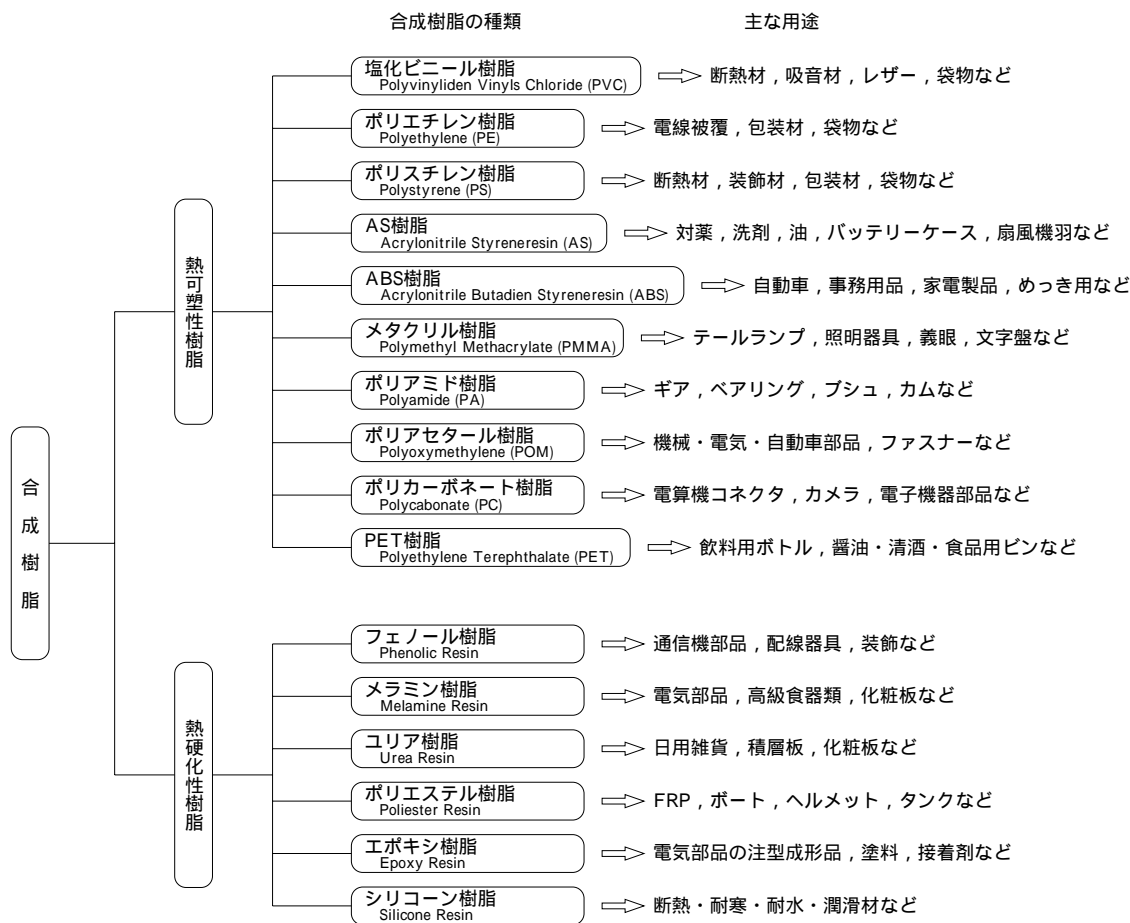 合成樹脂の種類 主な用途
合成樹脂
熱可塑性樹脂
塩化ビニール樹脂
Polyvinyliden Vinyls Chloride (PVC)
断熱材，吸音材，レザー，袋物など
ポリエチレン樹脂
Polyethylene (PE)
電線被覆，包装材，袋物など
ポリスチレン樹脂
Polystyrene (PS)
断熱材，装飾材，包装材，袋物など
AS樹脂
Acrylonitrile Styreneresin (AS)
対薬，洗剤，油，バッテリーケース，扇風機羽など
ABS樹脂
Acrylonitrile Butadien Styreneresin (ABS)
自動車，事務用品，家電製品，めっき用など
メタクリル樹脂
Polymethyl Methacrylate (PMMA)
テールランプ，照明器具，義眼，文字盤など
ポリアミド樹脂
Polyamide (PA)
ギア，ベアリング，ブシュ，カムなど
ポリアセタール樹脂
Polyoxymethylene (POM)
機械・電気・自動車部品，ファスナーなど
ポリカーボネート樹脂
Polycabonate (PC)
電算機コネクタ，カメラ，電子機器部品など
PET樹脂
Polyethylene Terephthalate (PET)
飲料用ボトル，醤油・清酒・食品用ビンなど
熱硬化性樹脂
フェノール樹脂
Phenolic Resin
通信機部品，配線器具，装飾など
メラミン樹脂
Melamine Resin
電気部品，高級食器類，化粧板など
ユリア樹脂
Urea Resin
日用雑貨，積層板，化粧板など
ポリエステル樹脂
Poliester Resin
FRP，ボート，ヘルメット，タンクなど
エポキシ樹脂
Epoxy Resin
電気部品の注型成形品，塗料，接着剤など
シリコーン樹脂
Silicone Resin
断熱・耐寒・耐水・潤滑材など